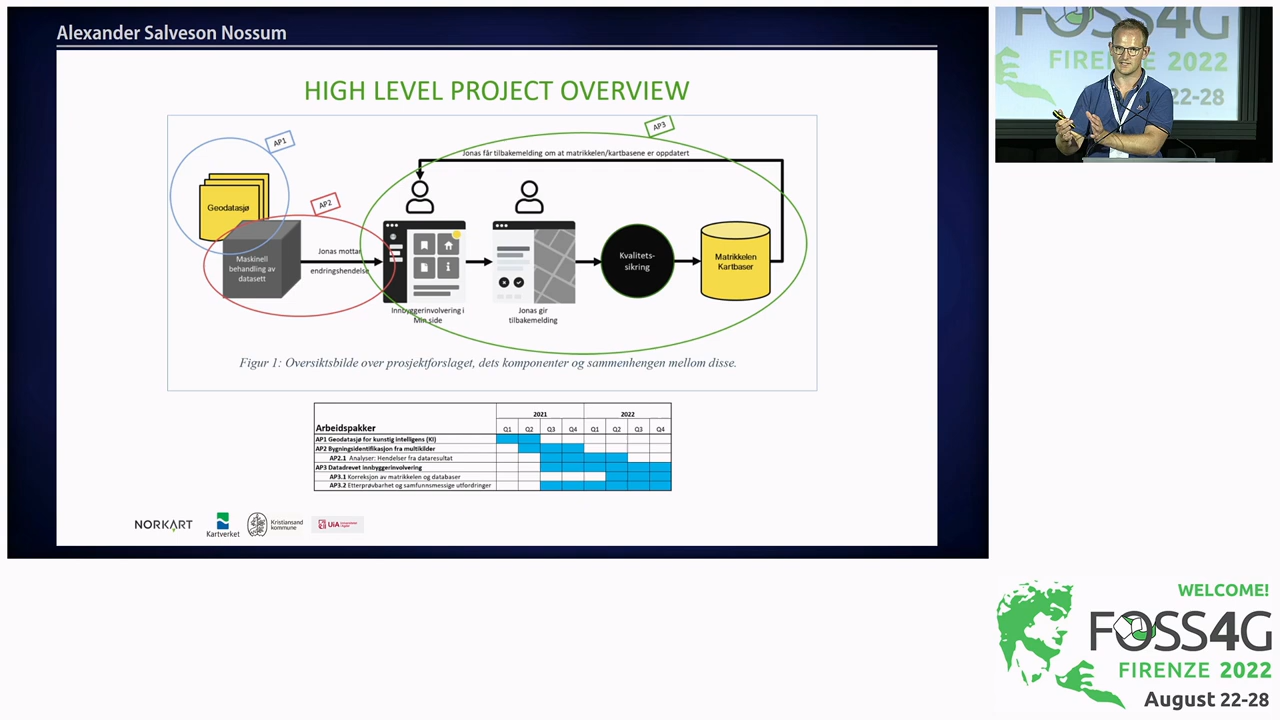 Alexander Salveson Nossum
HIGH LEVEL PROJECT OVERVIEW
AP1
AP2
AP3
Jonas får tilbakemelding om at matrikkelen/kartbasene er oppdatert
Geodatasjø
Maskinell
behandling av
datasett
Jonas mottar
endringshendelse
Innbyggerinvolvering i
Min side
Jonas gir
tilbakemelding
Kvalitets-
sikring
Matrikkelen
Kartbaser
Figur 1: Oversiktsbilde over prosjektforslaget, dets komponenter og sammenhengen mellom disse.
2021 2022
Arbeidspakker Q1 Q2 Q3 Q4 Q1 Q2 Q3 Q4
AP1 Geodatasjø for kunstig intelligens (KI)
AP2 Bygningsidentifikasjon fra multikilder
AP2.1 Analyser: Hendelser fra dataresultat
AP3 Datadrevet innbyggerinvolvering
AP3.1 Korreksjon av matrikkelen og databaser
AP3.2 Etterprøvbarhet og samfunnsmessige utfordringer
NORKART
Kartverket
Kristiansand
kommune
UiA
FOSS4G
FIRENZE 2022
22-28
WELCOME!
FOSS4G
FIRENZE 2022
August 22-28